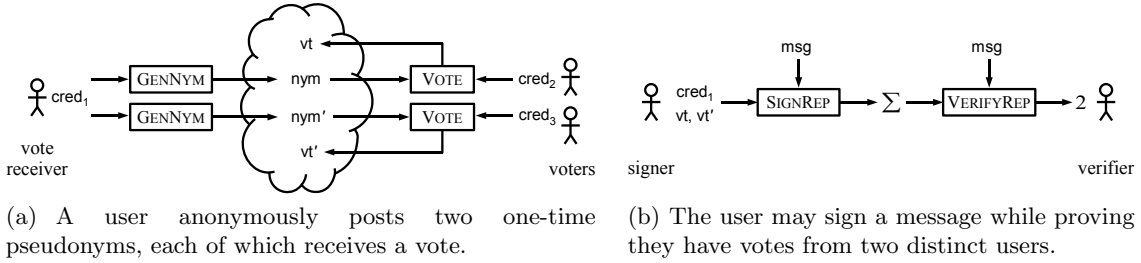 vt
GENNYM
nym
VOTE
cred2
cred1
GENNYM
nym′
VOTE
cred3
vt′
vote
receiver
voters
msg
msg
cred1
vt, vt′
SIGNREP
Σ
VERIFYREP
2
signer
verifier
(a) A user anonymously posts two one-time
pseudonyms, each of which receives a vote.
(b) The user may sign a message while proving
they have votes from two distinct users.